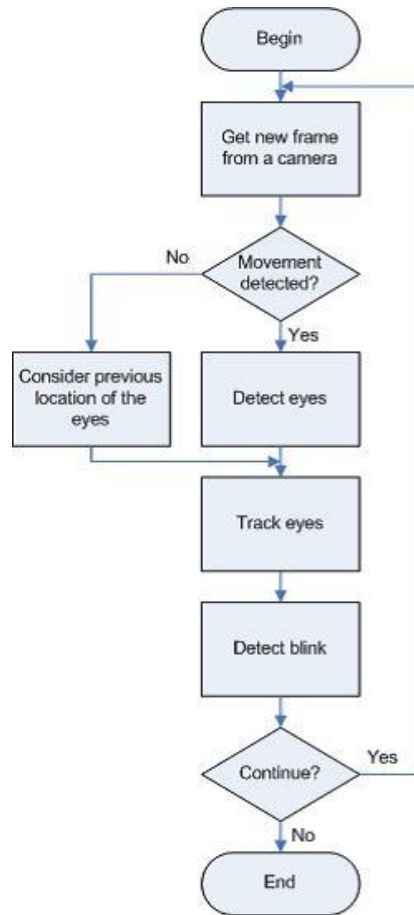 Begin
Get new frame
from a camera
Movement
detected?
No
Yes
Consider previous
location of the
eyes
Detect eyes
Track eyes
Detect blink
Continue?
Yes
No
End